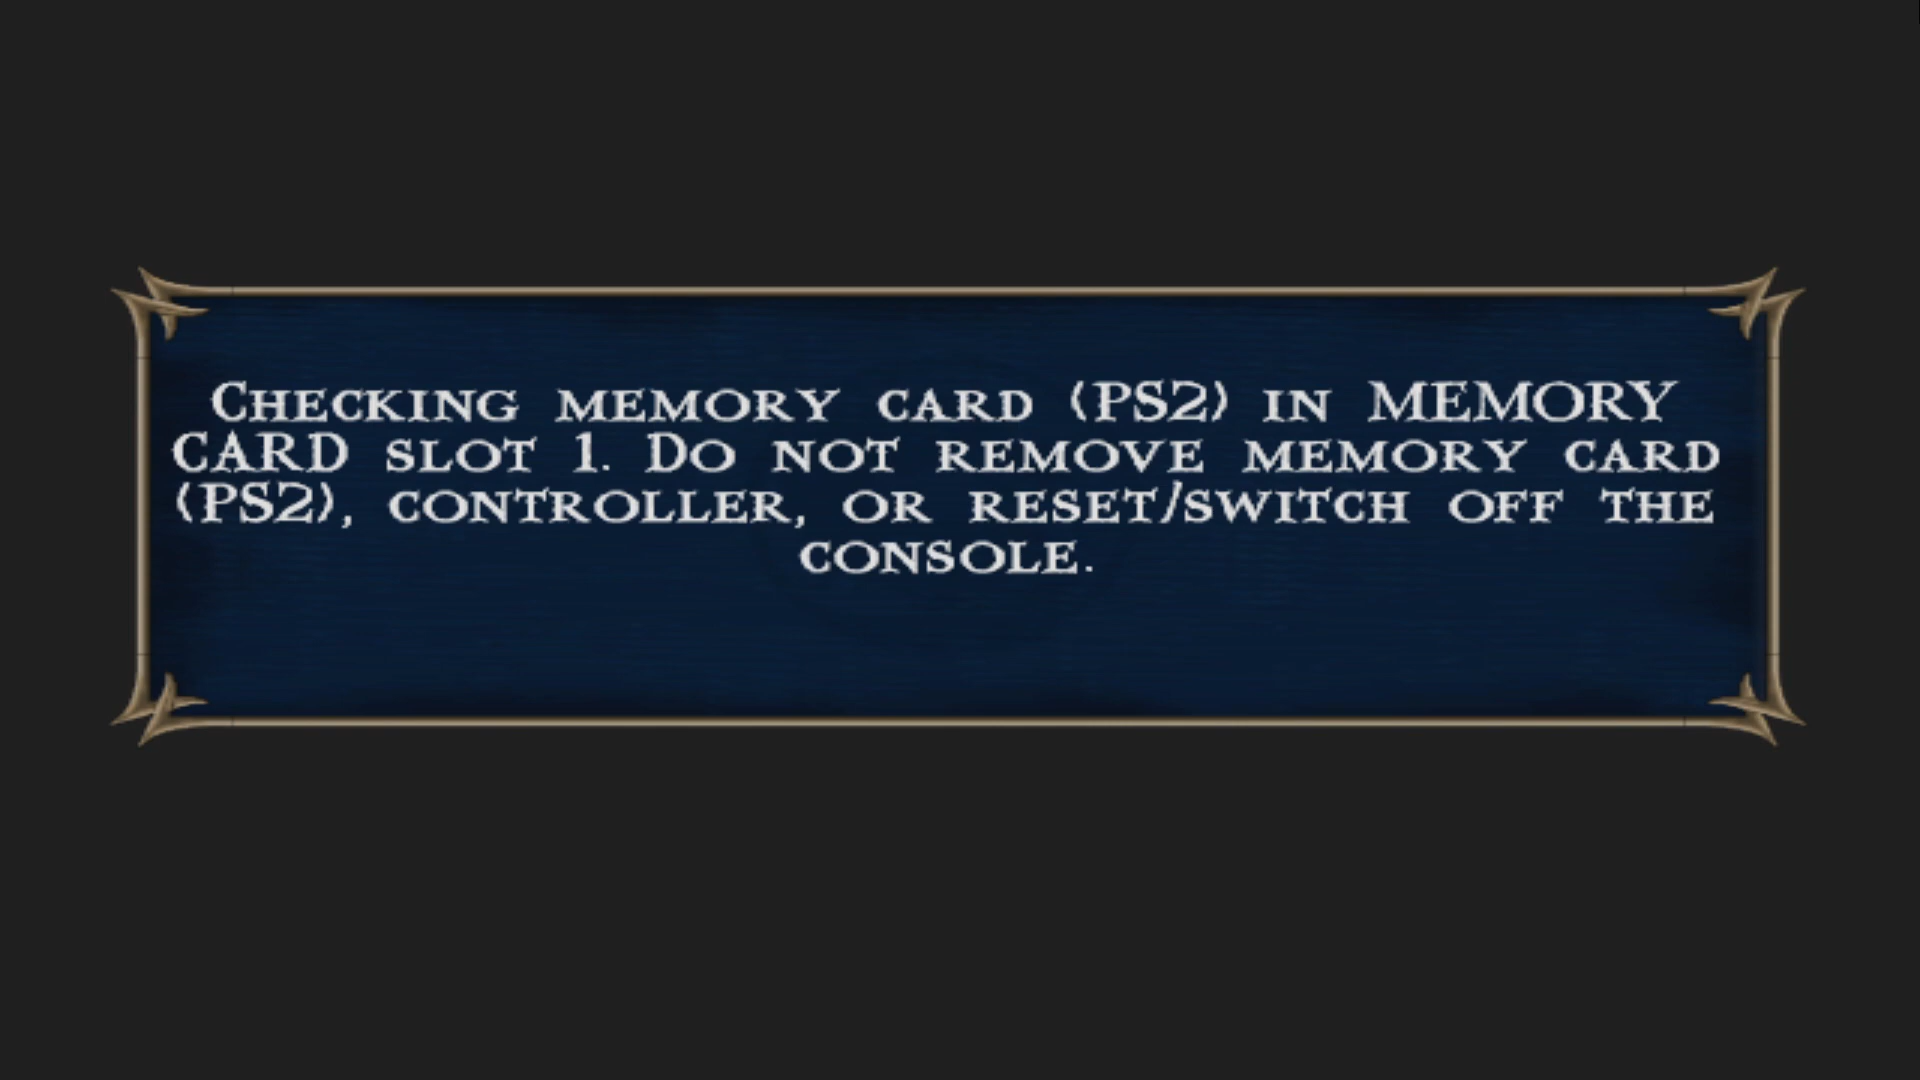 Checking memory card (PS2) in MEMORY
CARD slot 1. Do not remove memory card
(PS2), controller, or reset/switch off the
console.